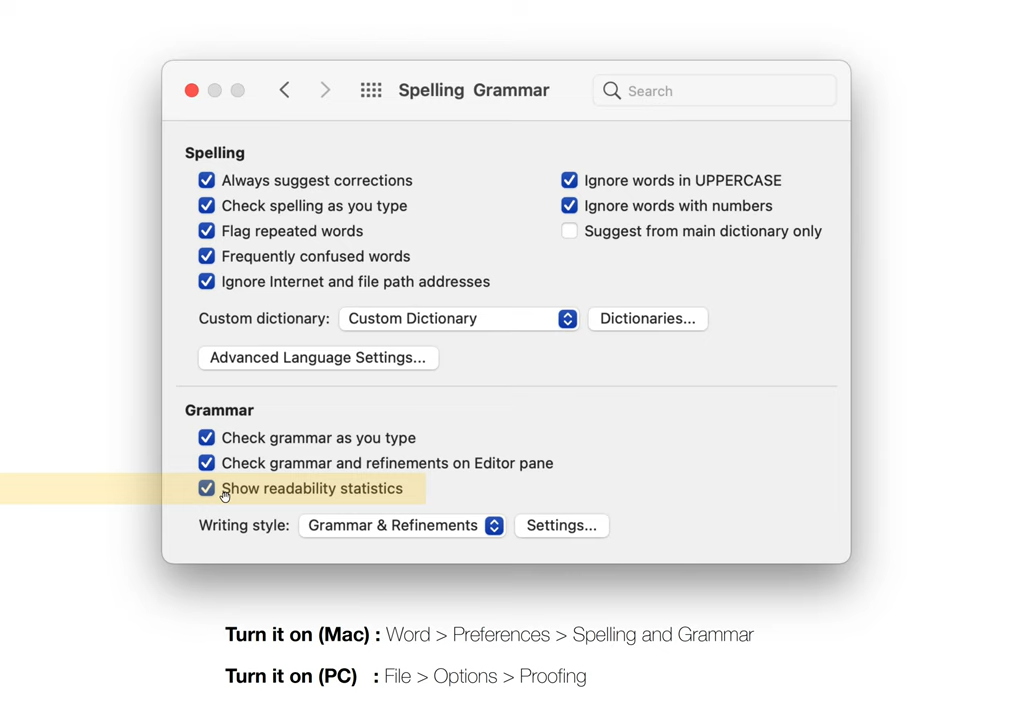 Spelling Grammar
Search
Spelling
Always suggest corrections
Check spelling as you type
Flag repeated words
Frequently confused words
Ignore Internet and file path addresses
Ignore words in UPPERCASE
Ignore words with numbers
Suggest from main dictionary only
Custom dictionary: Custom Dictionary Dictionaries...
Advanced Language Settings...
Grammar
Check grammar as you type
Check grammar and refinements on Editor pane
Show readability statistics
Writing style: Grammar & Refinements Settings...
Turn it on (Mac) : Word > Preferences > Spelling and Grammar
Turn it on (PC) : File > Options > Proofing